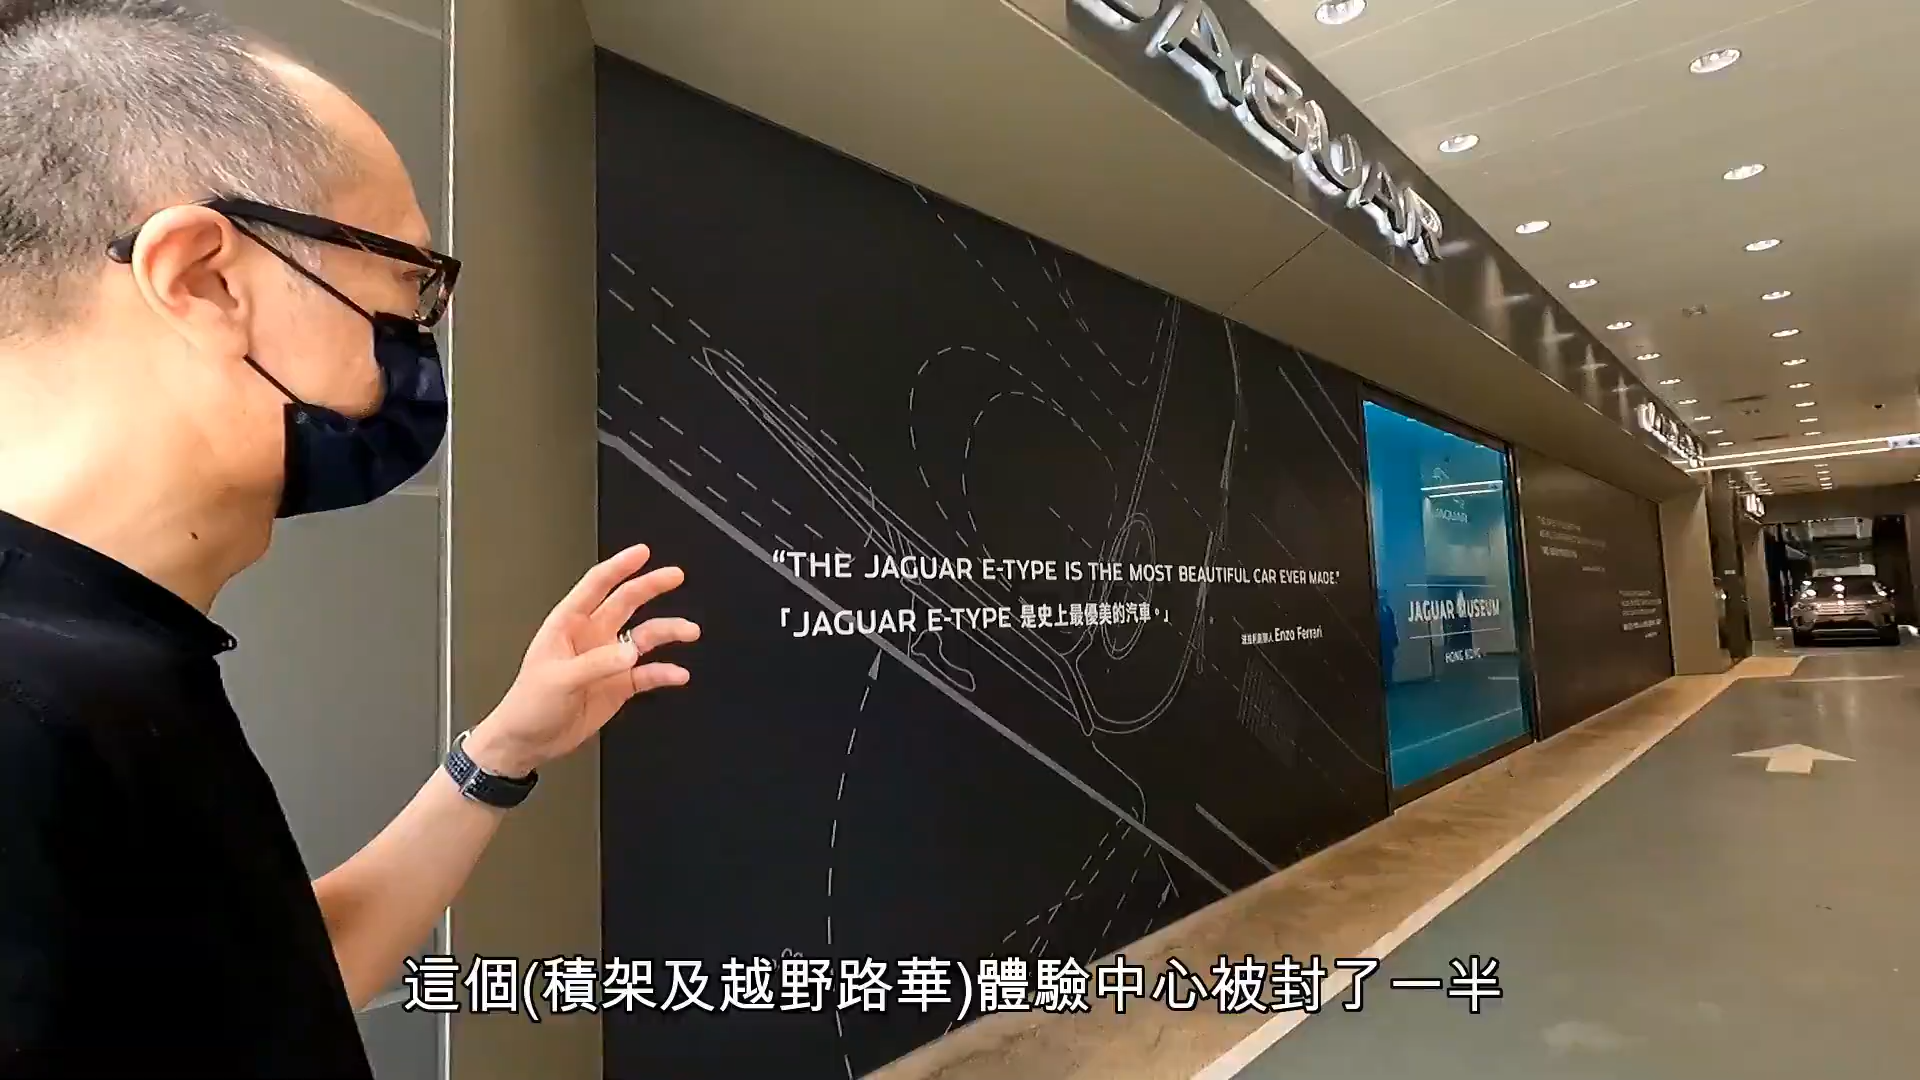 JAGUAR
“THE JAGUAR E-TYPE IS THE MOST BEAUTIFUL CAR EVER MADE.”
「JAGUAR E-TYPE 是史上最優美的汽車。」
Enzo Ferrari
JAGUAR
JAGUAR MUSEUM
HONG KONG
這個(積架及越野路華)體驗中心被封了一半